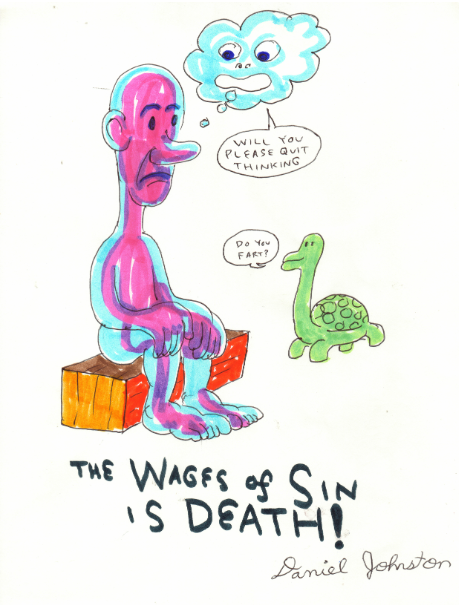 WILL YOU
PLEASE QUIT
THINKING
DO YOU
FART?
THE WAGES of SIN
IS DEATH!
Daniel Johnston